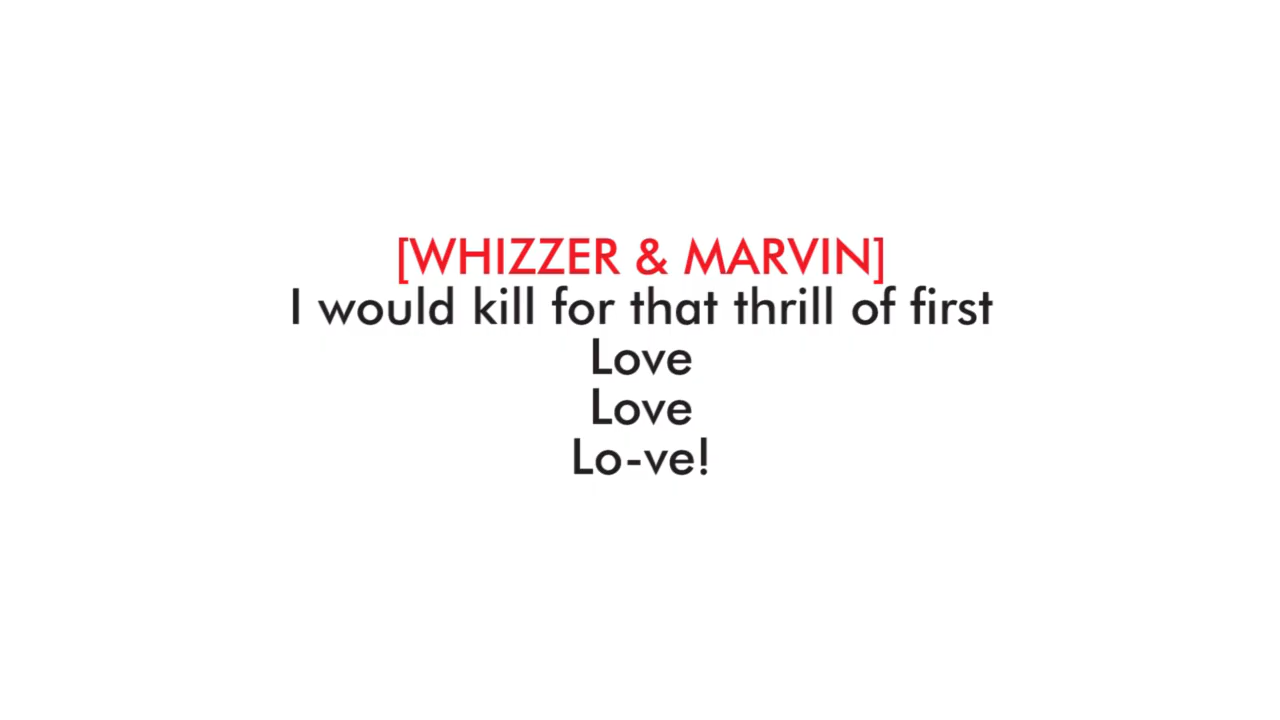 [WHIZZER & MARVIN]
I would kill for that thrill of first
Love
Love
Lo-ve!